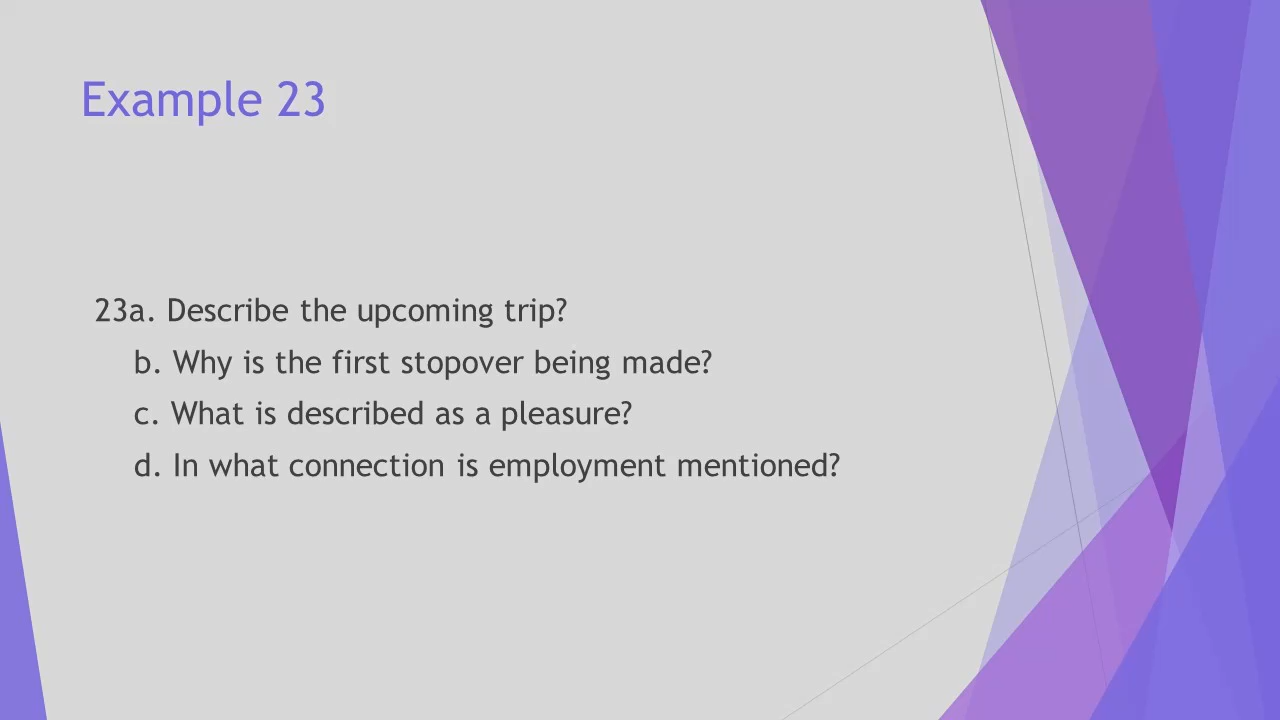 Example 23
23a. Describe the upcoming trip?
b. Why is the first stopover being made?
c. What is described as a pleasure?
d. In what connection is employment mentioned?